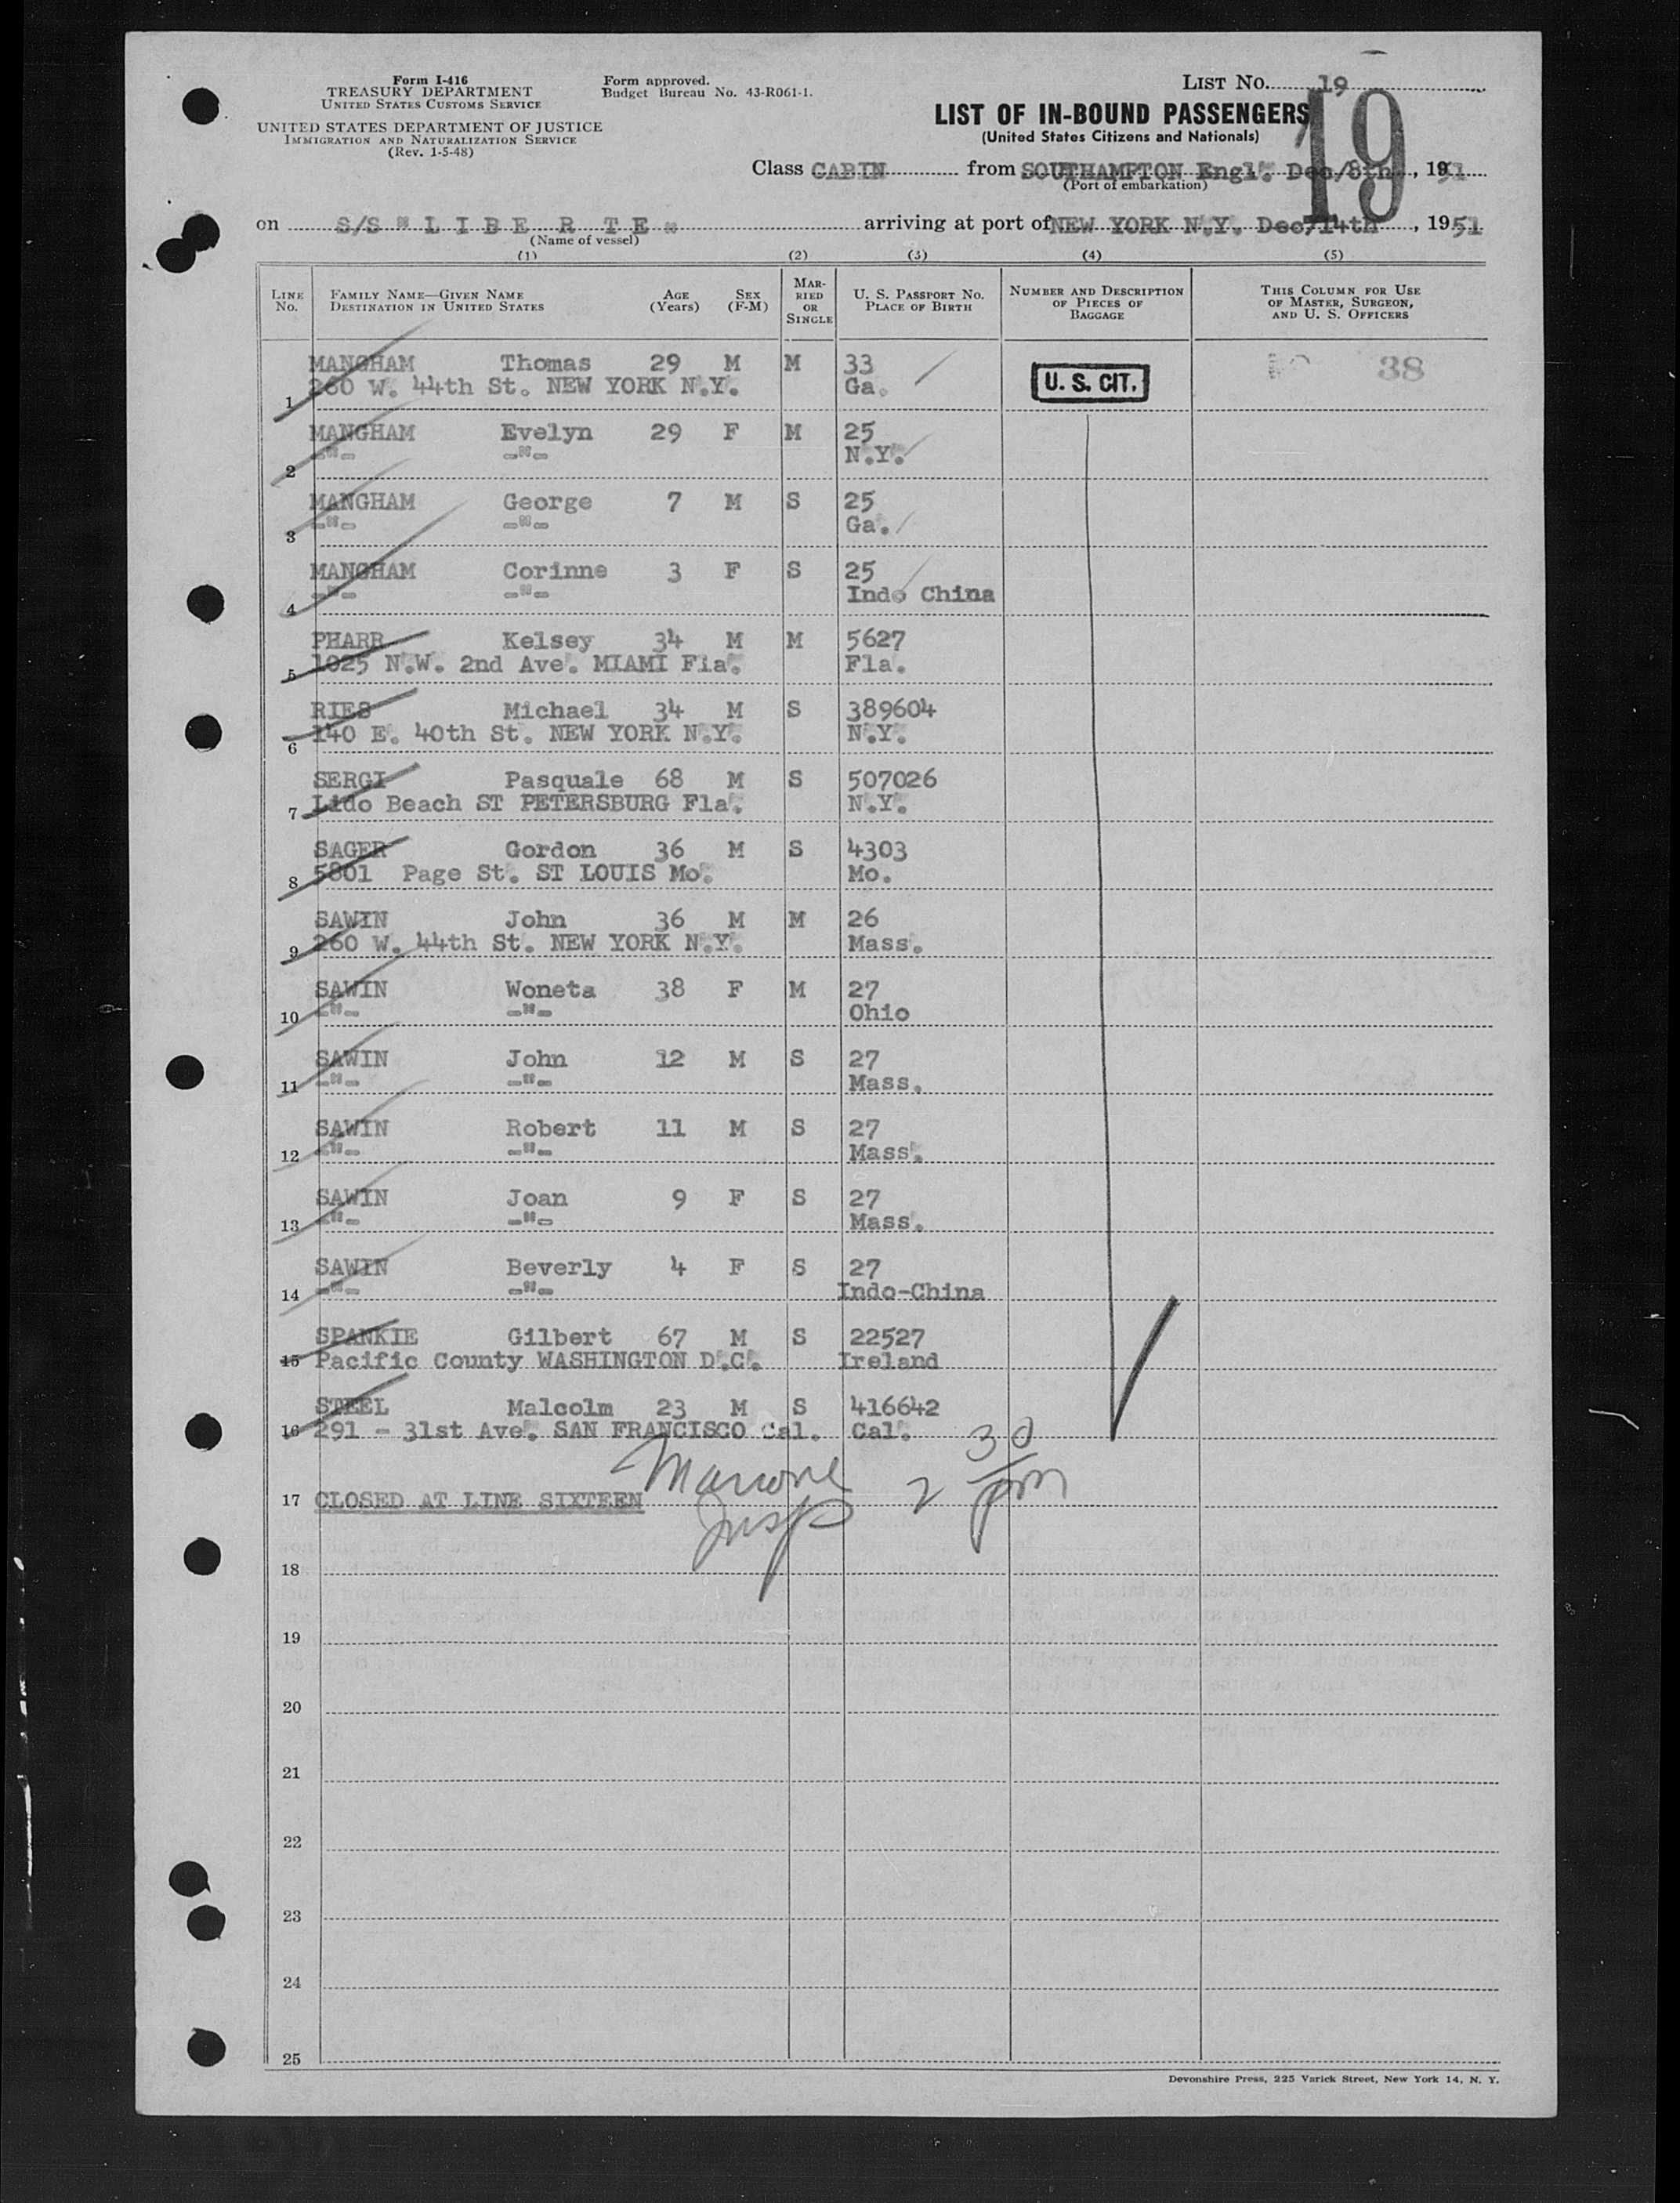 Form I-416
TREASURY DEPARTMENT
UNITED STATES CUSTOMS SERVICE
UNITED STATES DEPARTMENT OF JUSTICE
IMMIGRATION AND NATURALIZATION SERVICE
(Rev. 1-5-48)
Form approved.
Budget Bureau No. 43-R061-1.
LIST NO. 19
19
LIST OF IN-BOUND PASSENGERS
(United States Citizens and Nationals)
Class CABIN from SOUTHAMPTON Engl. Dec/8th, 1951
(Port of embarkation)
on S/S "L I B E R T E" arriving at port of NEW YORK N.Y. Dec/14th, 1951
(Name of vessel)
(1) (2) (3) (4) (5)
LINE NO. FAMILY NAME—GIVEN NAME DESTINATION IN UNITED STATES AGE (YEARS) SEX (F-M) MARRIED OR SINGLE U. S. PASSPORT NO. PLACE OF BIRTH NUMBER AND DESCRIPTION OF PIECES OF BAGGAGE THIS COLUMN FOR USE OF MASTER, SURGEON, AND U. S. OFFICERS
MANGHAM Thomas 29 M M 33 38
1 260 W. 44th St. NEW YORK N.Y. Ga. U. S. CIT.
MANGHAM Evelyn 29 F M 25
2 -"- -"- N.Y.
MANGHAM George 7 M S 25
3 -"- -"- Ga.
MANGHAM Corinne 3 F S 25
4 -"- -"- Indo China
PHARR Kelsey 34 M M 5627
5 1025 N.W. 2nd Ave. MIAMI Fla. Fla.
RIES Michael 34 M S 389604
6 140 E. 40th St. NEW YORK N.Y. N.Y.
SERGI Pasquale 68 M S 507026
7 Lido Beach ST PETERSBURG Fla. N.Y.
SAGER Gordon 36 M S 4303
8 5801 Page St. ST LOUIS Mo. Mo.
SAWIN John 36 M M 26
9 260 W. 44th St. NEW YORK N.Y. Mass.
SAWIN Woneta 38 F M 27
10 -"- -"- Ohio
SAWIN John 12 M S 27
11 -"- -"- Mass.
SAWIN Robert 11 M S 27
12 -"- -"- Mass.
SAWIN Joan 9 F S 27
13 -"- -"- Mass.
SAWIN Beverly 4 F S 27
14 -"- -"- Indo-China
SPANKIE Gilbert 67 M S 22527
15 Pacific County WASHINGTON D.C. Ireland
STEEL Malcolm 23 M S 416642
16 291 - 31st Ave. SAN FRANCISCO Cal. Cal.
17 CLOSED AT LINE SIXTEEN
Insp 2 30 pm
18
19
20
21
22
23
24
25
Devonshire Press, 225 Varick Street, New York 14, N. Y.